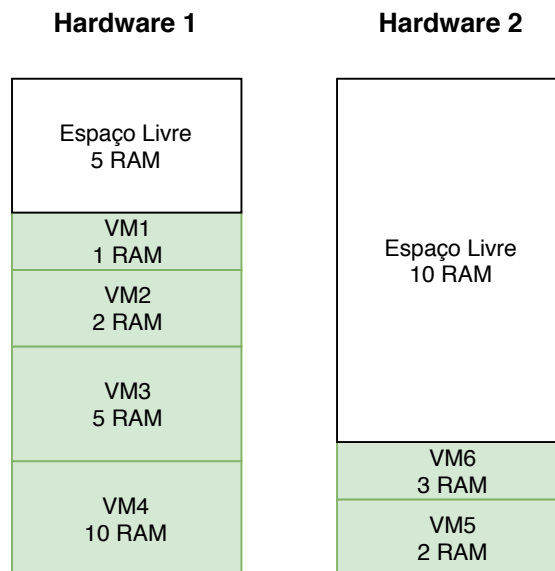 Hardware 1
Espaço Livre
5 RAM
VM1
1 RAM
VM2
2 RAM
VM3
5 RAM
VM4
10 RAM
Hardware 2
Espaço Livre
10 RAM
VM6
3 RAM
VM5
2 RAM